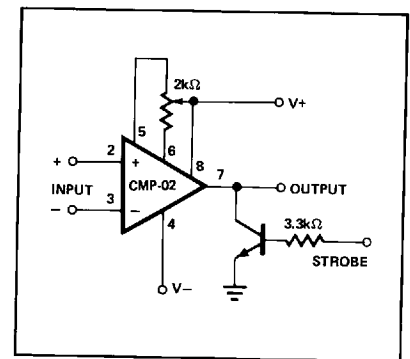 2kΩ
V+
5
6
8
2
+
+
7
INPUT
CMP-02
OUTPUT
−
3
−
4
3.3kΩ
STROBE
V−